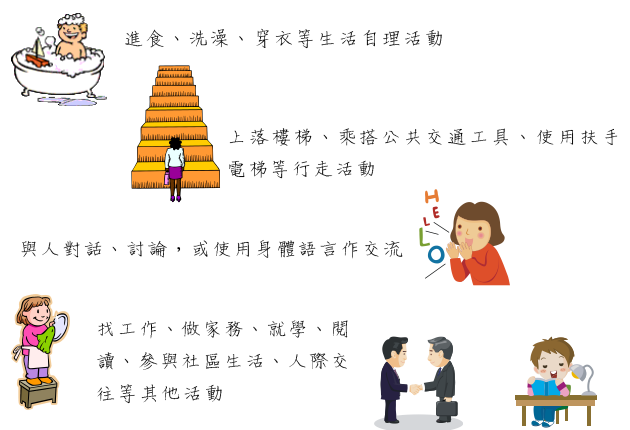 進食、洗澡、穿衣等生活自理活動
上落樓梯、乘搭公共交通工具、使用扶手
電梯等行走活動
HELLO
與人對話、討論，或使用身體語言作交流
找工作、做家務、就學、閱
讀、參與社區生活、人際交
往等其他活動